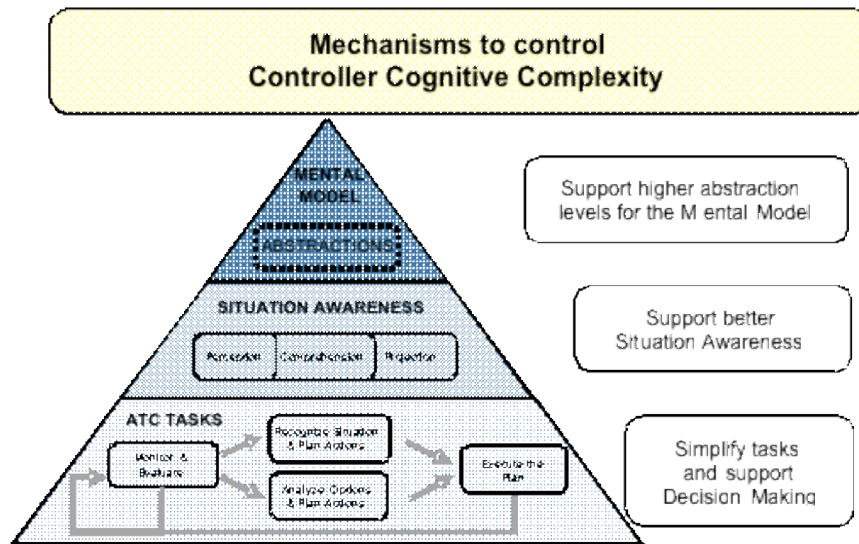 Mechanisms to control
Controller Cognitive Complexity
MENTAL
MODEL
ABSTRACTIONS
Support higher abstraction
levels for the Mental Model
SITUATION AWARENESS
Perception
Comprehension
Projection
Support better
Situation Awareness
ATC TASKS
Monitor &
Evaluate
Recognize Situation
& Plan Actions
Analyze Options
& Plan Actions
Execute the
Plan
Simplify tasks
and support
Decision Making